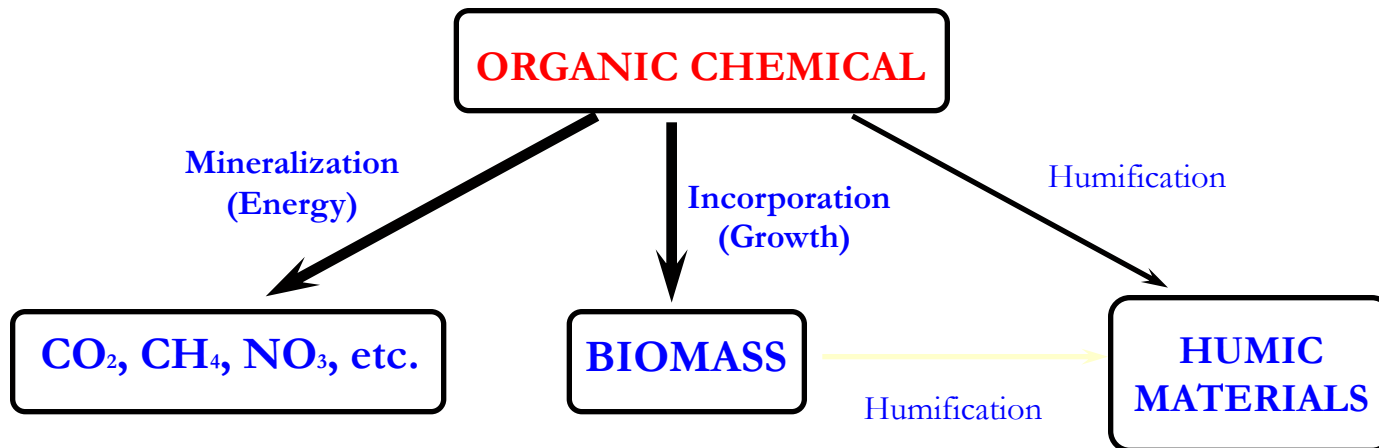 ORGANIC CHEMICAL
Mineralization
(Energy)
Incorporation
(Growth)
Humification
CO₂, CH₄, NO₃, etc.
BIOMASS
Humification
HUMIC
MATERIALS